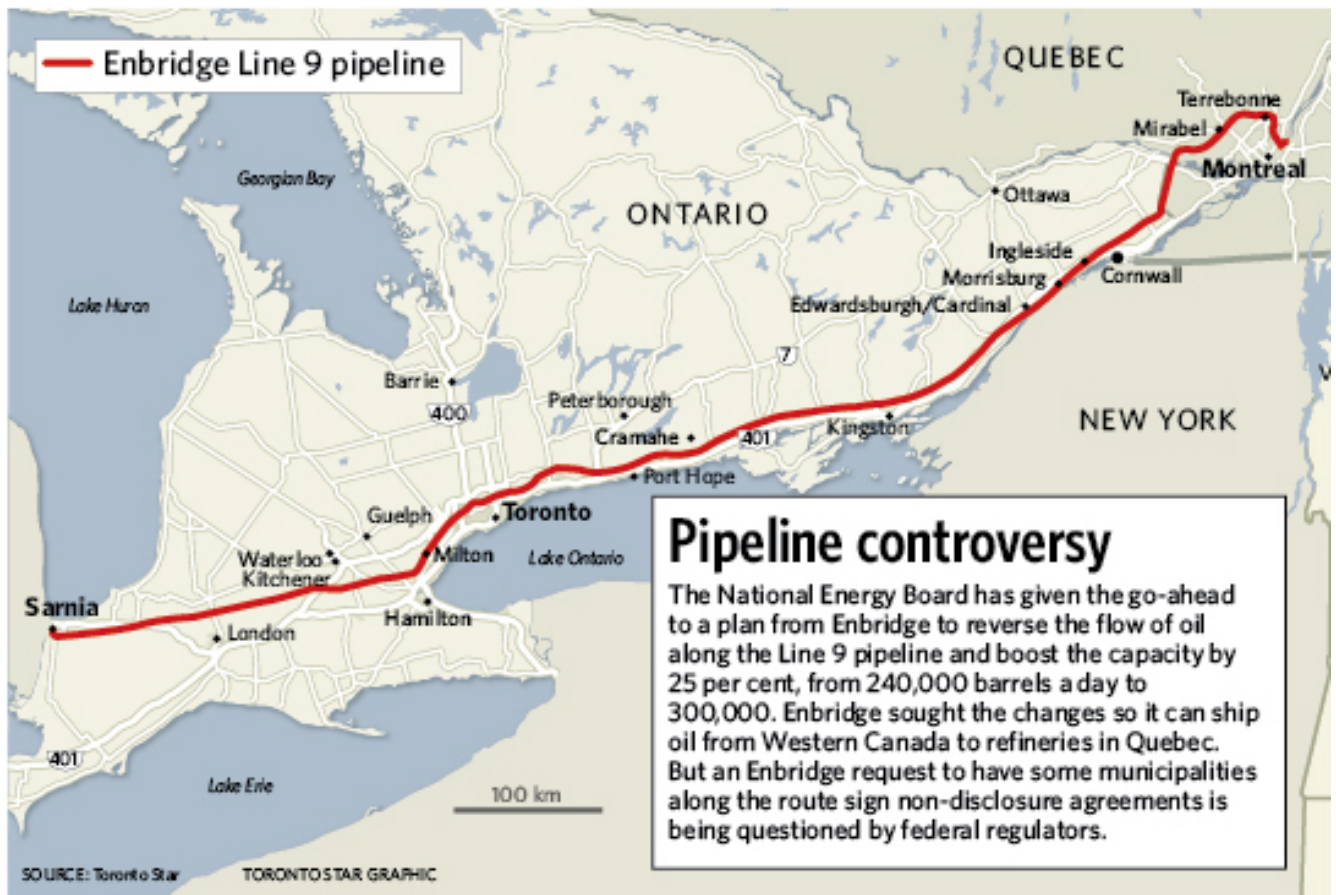 Enbridge Line 9 pipeline
QUEBEC
Terrebonne
Mirabel
Montreal
Georgian Bay
Ottawa
ONTARIO
Ingleside
Lake Huron
Morrisburg
Cornwall
Edwardsburgh/Cardinal
7
Barrie
400
Peterborough
NEW YORK
Cramahe
401
Kingston
Port Hope
Guelph
Toronto
Waterloo
Kitchener
Milton
Lake Ontario
Sarnia
London
Hamilton
401
Lake Erie
100 km
Pipeline controversy
The National Energy Board has given the go-ahead
to a plan from Enbridge to reverse the flow of oil
along the Line 9 pipeline and boost the capacity by
25 per cent, from 240,000 barrels a day to
300,000. Enbridge sought the changes so it can ship
oil from Western Canada to refineries in Quebec.
But an Enbridge request to have some municipalities
along the route sign non-disclosure agreements is
being questioned by federal regulators.
SOURCE: Toronto Star
TORONTO STAR GRAPHIC